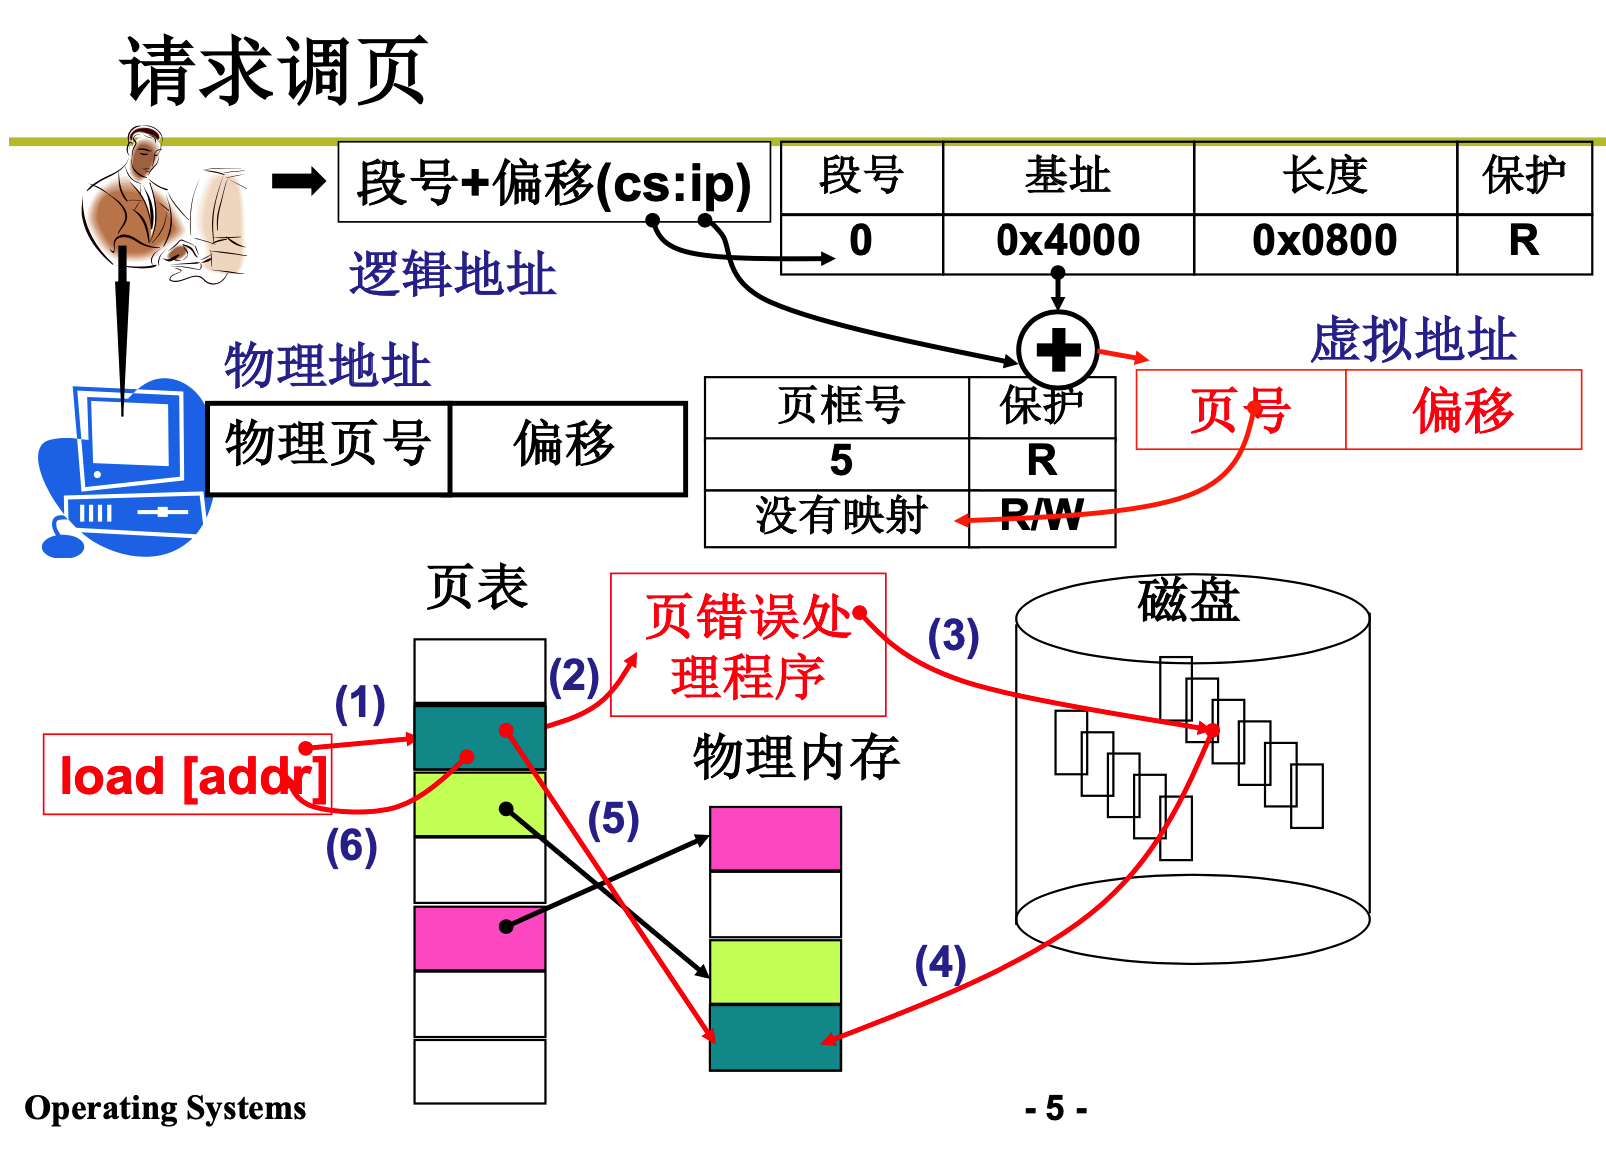 请求调页
段号+偏移(cs:ip)
段号 基址 长度 保护
0 0x4000 0x0800 R
逻辑地址
虚拟地址
物理地址
页号 偏移
物理页号 偏移
页框号 保护
5 R
没有映射 R/W
页表
页错误处
理程序
磁盘
(1)
(2)
(3)
load [addr]
物理内存
(5)
(6)
(4)
Operating Systems
- 5 -